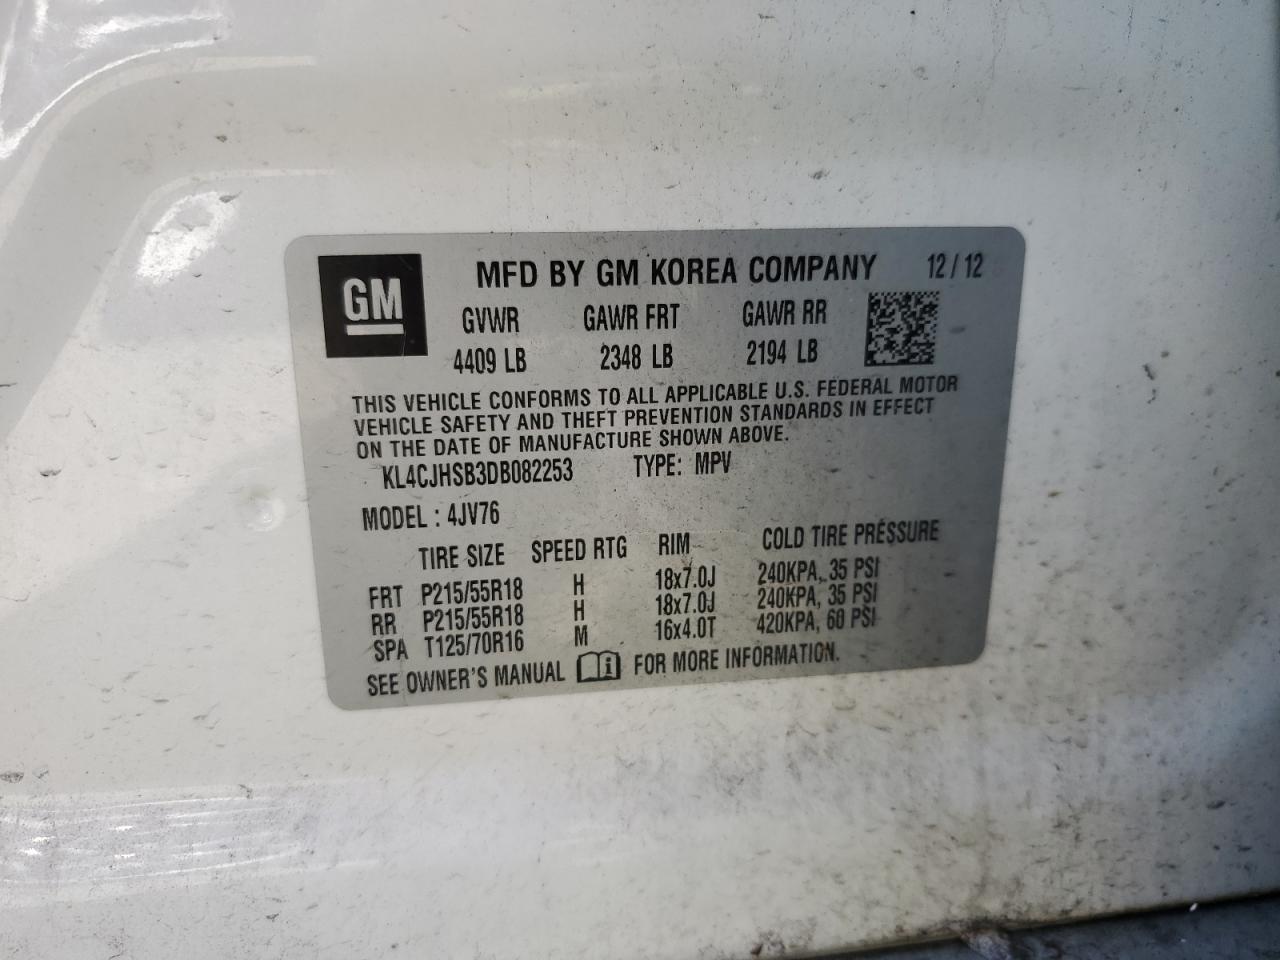 GM
MFD BY GM KOREA COMPANY 12/12
GVWR GAWR FRT GAWR RR
4409 LB 2348 LB 2194 LB
THIS VEHICLE CONFORMS TO ALL APPLICABLE U.S. FEDERAL MOTOR
VEHICLE SAFETY AND THEFT PREVENTION STANDARDS IN EFFECT
ON THE DATE OF MANUFACTURE SHOWN ABOVE.
KL4CJHSB3DB082253 TYPE: MPV
MODEL : 4JV76
TIRE SIZE SPEED RTG RIM COLD TIRE PRESSURE
FRT P215/55R18 H 18x7.0J 240KPA, 35 PSI
RR P215/55R18 H 18x7.0J 240KPA, 35 PSI
SPA T125/70R16 M 16x4.0T 420KPA, 60 PSI
SEE OWNER'S MANUAL i FOR MORE INFORMATION.